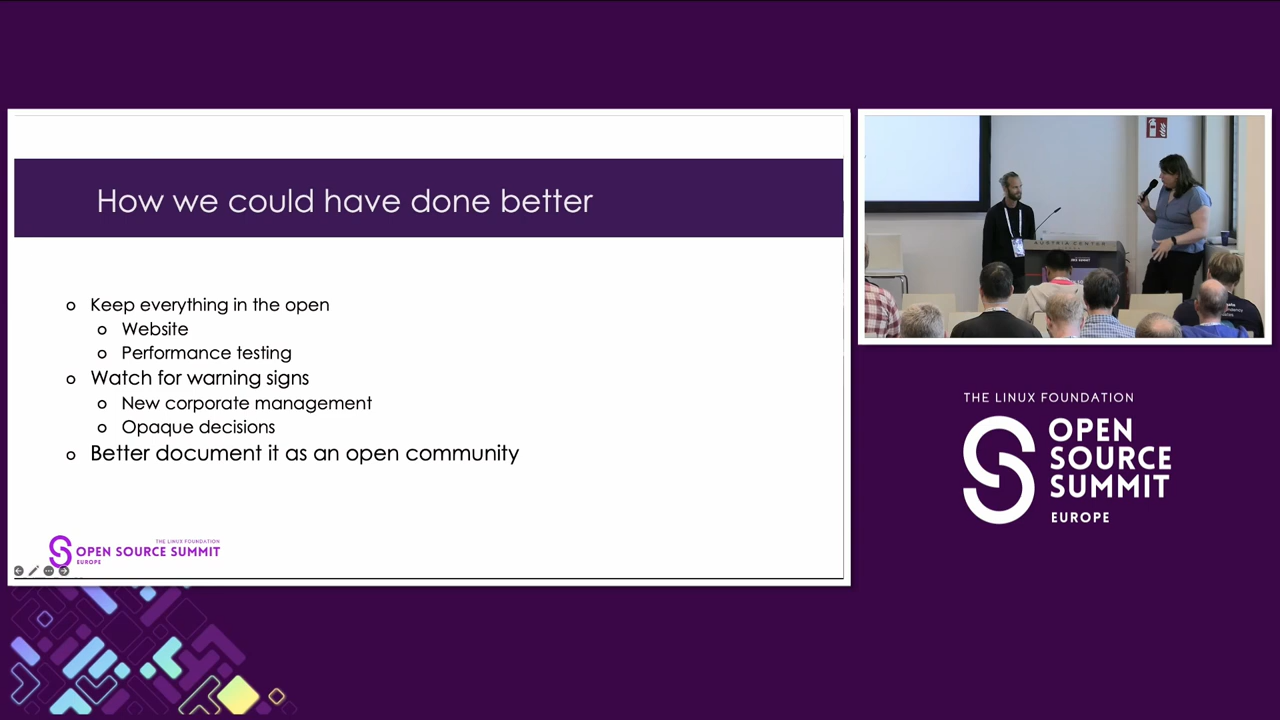 How we could have done better
Keep everything in the open
Website
Performance testing
Watch for warning signs
New corporate management
Opaque decisions
Better document it as an open community
THE LINUX FOUNDATION
OPEN SOURCE SUMMIT
EUROPE
AUSTRIA CENTER
THE LINUX FOUNDATION
OPEN
SOURCE
SUMMIT
EUROPE